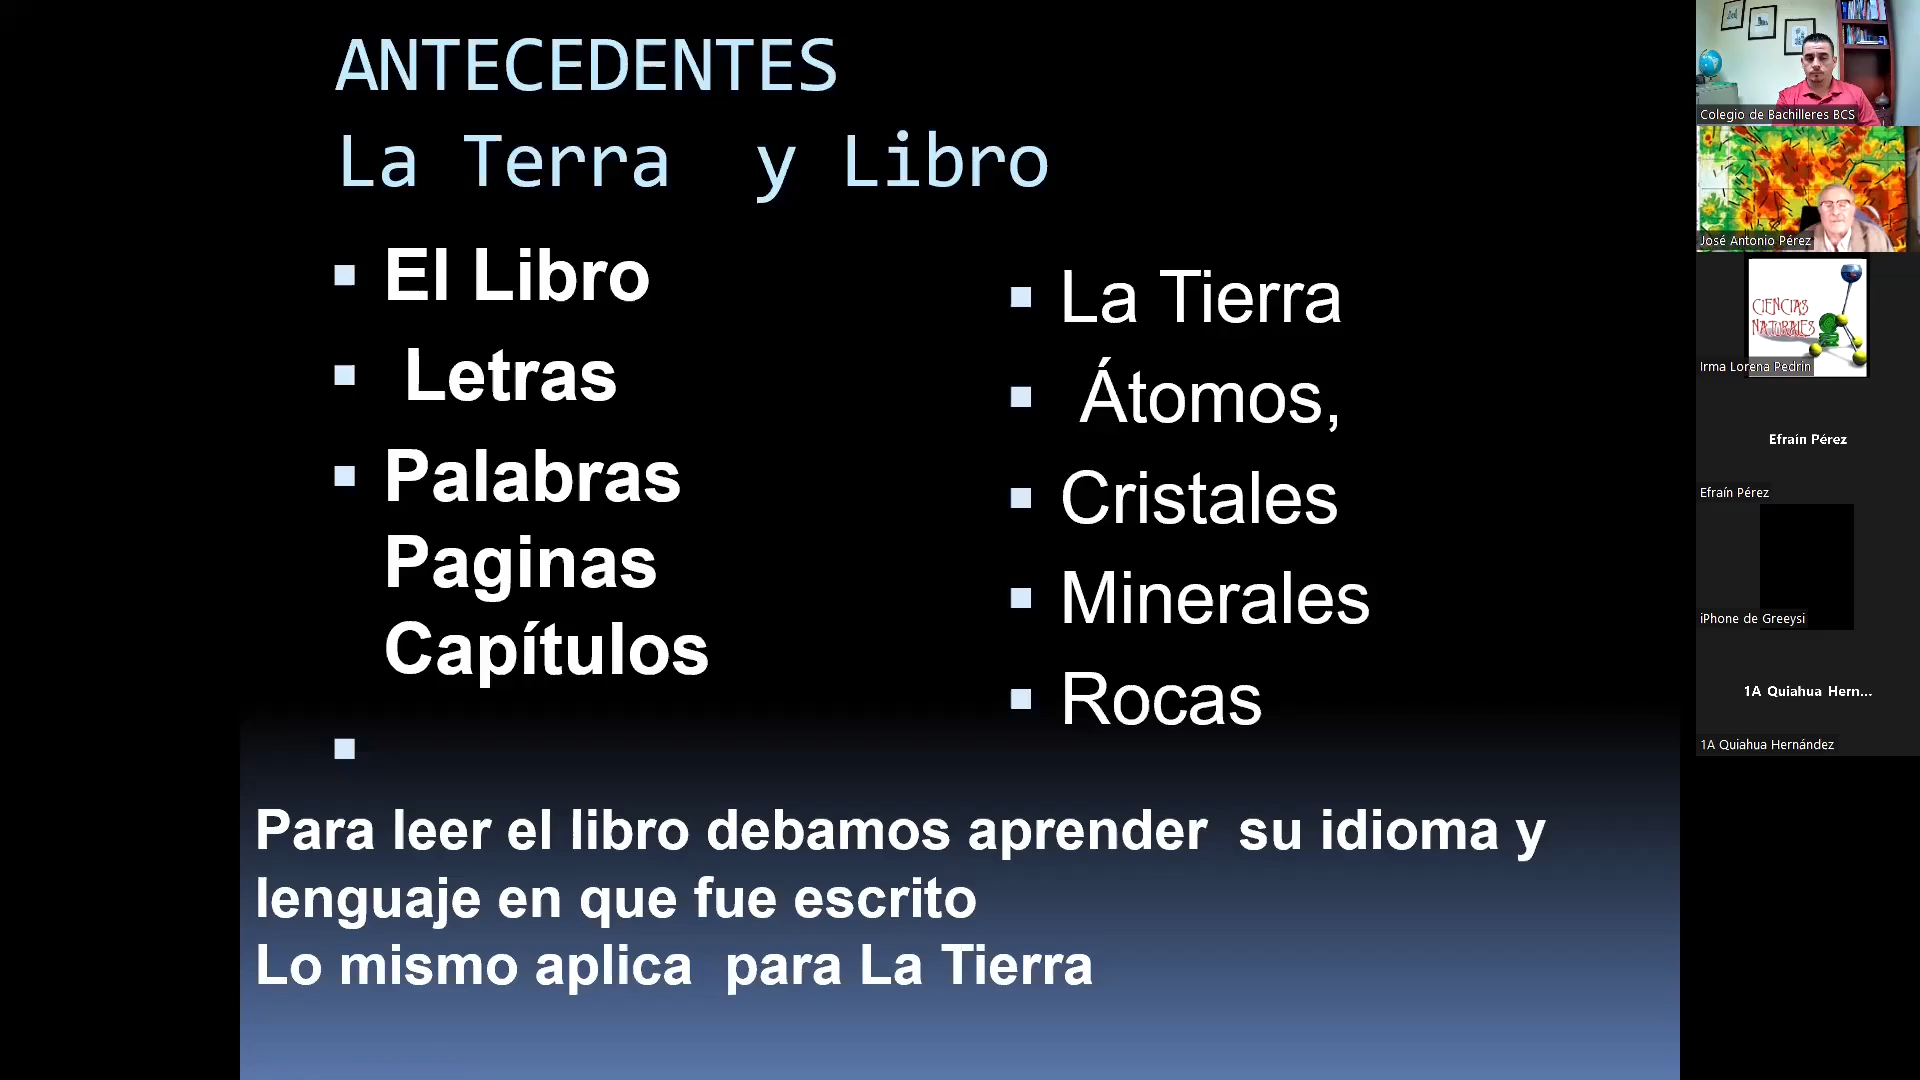 ANTECEDENTES
La Terra y Libro
El Libro
Letras
Palabras
Paginas
Capítulos
La Tierra
Átomos,
Cristales
Minerales
Rocas
Para leer el libro debamos aprender su idioma y
lenguaje en que fue escrito
Lo mismo aplica para La Tierra
Colegio de Bachilleres BCS
José Antonio Pérez
CIENCIAS
NATURALES
Irma Lorena Pedrin
Efraín Pérez
Efraín Pérez
iPhone de Greeysi
1A Quiahua Hern...
1A Quiahua Hernández